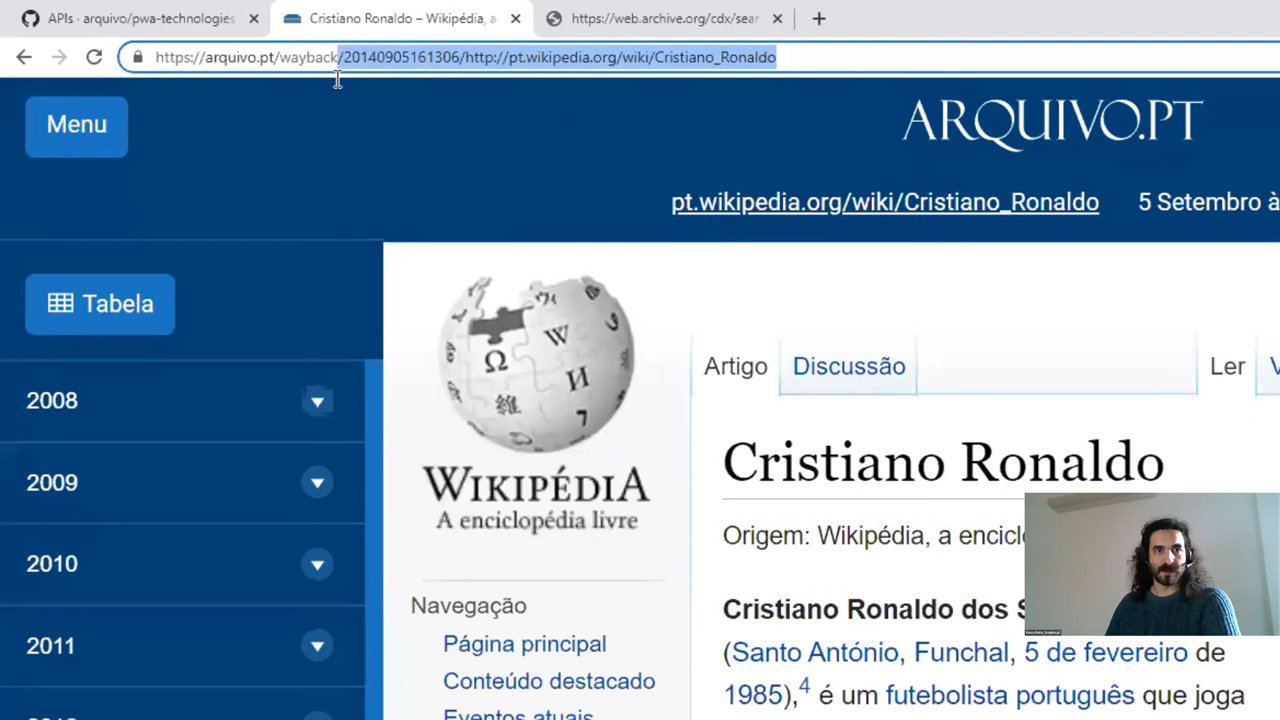 APIs · arquivo/pwa-technologies
Cristiano Ronaldo – Wikipédia, a
https://web.archive.org/cdx/sear
https://arquivo.pt/wayback/20140905161306/http://pt.wikipedia.org/wiki/Cristiano_Ronaldo
Menu
ARQUIVO.PT
pt.wikipedia.org/wiki/Cristiano_Ronaldo 5 Setembro à
Tabela
2008
2009
2010
2011
WIKIPÉDIA
A enciclopédia livre
Navegação
Página principal
Conteúdo destacado
Eventos atuais
Artigo Discussão Ler V
Cristiano Ronaldo
Origem: Wikipédia, a encicl
Cristiano Ronaldo dos S
(Santo António, Funchal, 5 de fevereiro de
1985),4 é um futebolista português que joga